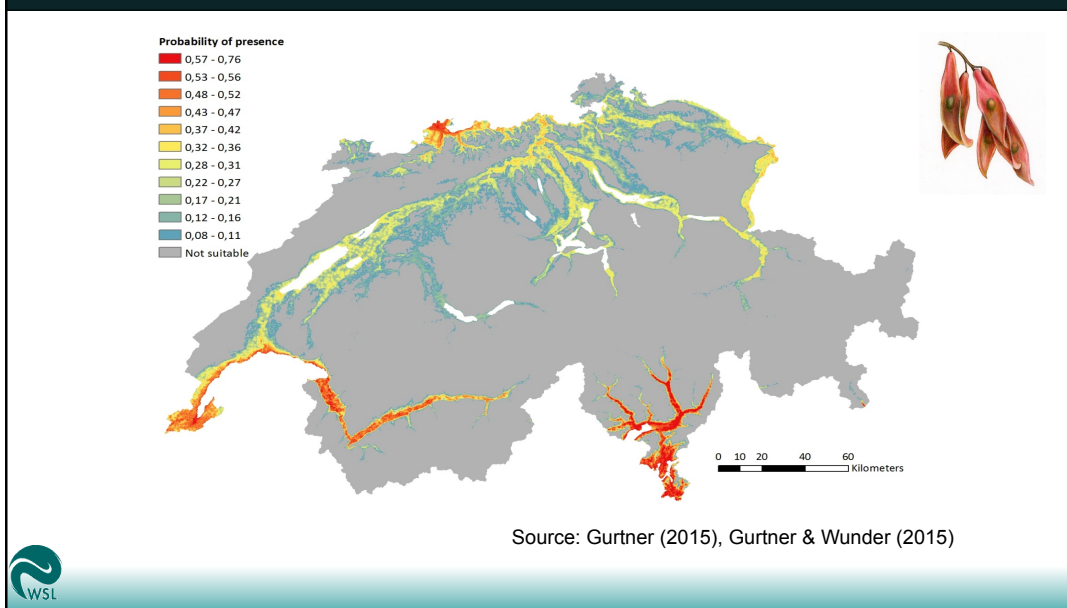 Probability of presence
0,57 - 0,76
0,53 - 0,56
0,48 - 0,52
0,43 - 0,47
0,37 - 0,42
0,32 - 0,36
0,28 - 0,31
0,22 - 0,27
0,17 - 0,21
0,12 - 0,16
0,08 - 0,11
Not suitable
0 10 20 40 60
Kilometers
Source: Gurtner (2015), Gurtner & Wunder (2015)
WSL